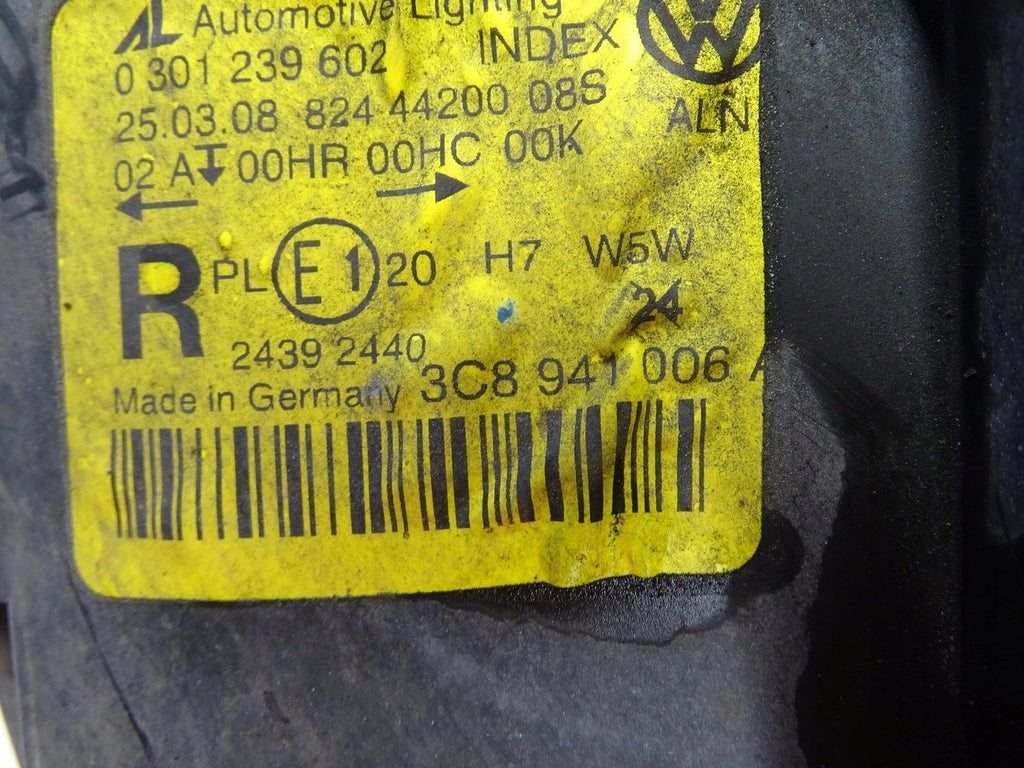 AL Automotive Lighting
0 301 239 602 INDEX
25.03.08 824 44200 08S
ALN
02 A 00HR 00HC 00K
R PL E1 20 H7 W5W
24
2439 2440
Made in Germany 3C8 941 006 A